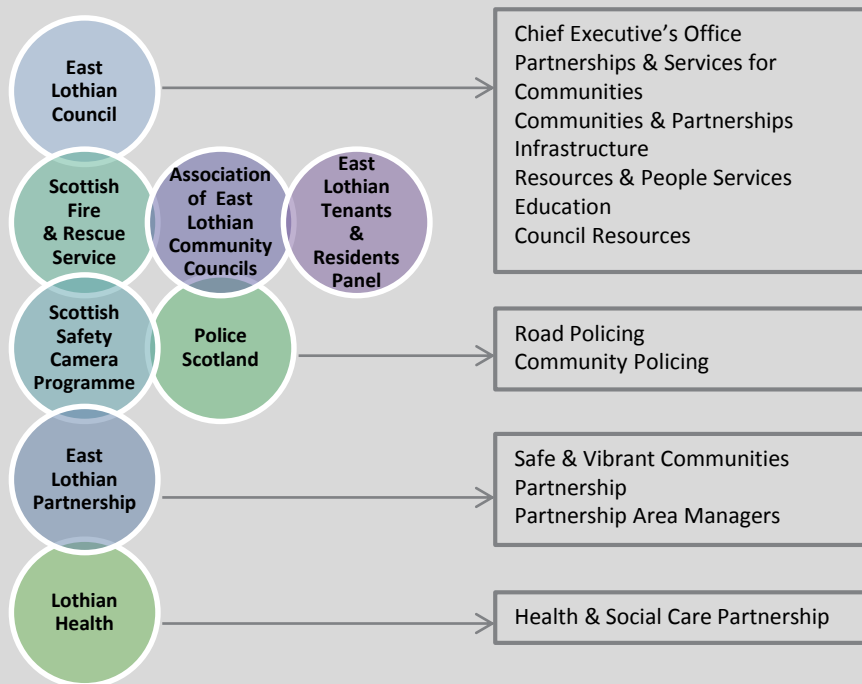 East
Lothian
Council
Chief Executive’s Office
Partnerships & Services for
Communities
Communities & Partnerships
Infrastructure
Resources & People Services
Education
Council Resources
Scottish
Fire
& Rescue
Service
Association
of East
Lothian
Community
Councils
East
Lothian
Tenants
&
Residents
Panel
Scottish
Safety
Camera
Programme
Police
Scotland
Road Policing
Community Policing
East
Lothian
Partnership
Safe & Vibrant Communities
Partnership
Partnership Area Managers
Lothian
Health
Health & Social Care Partnership